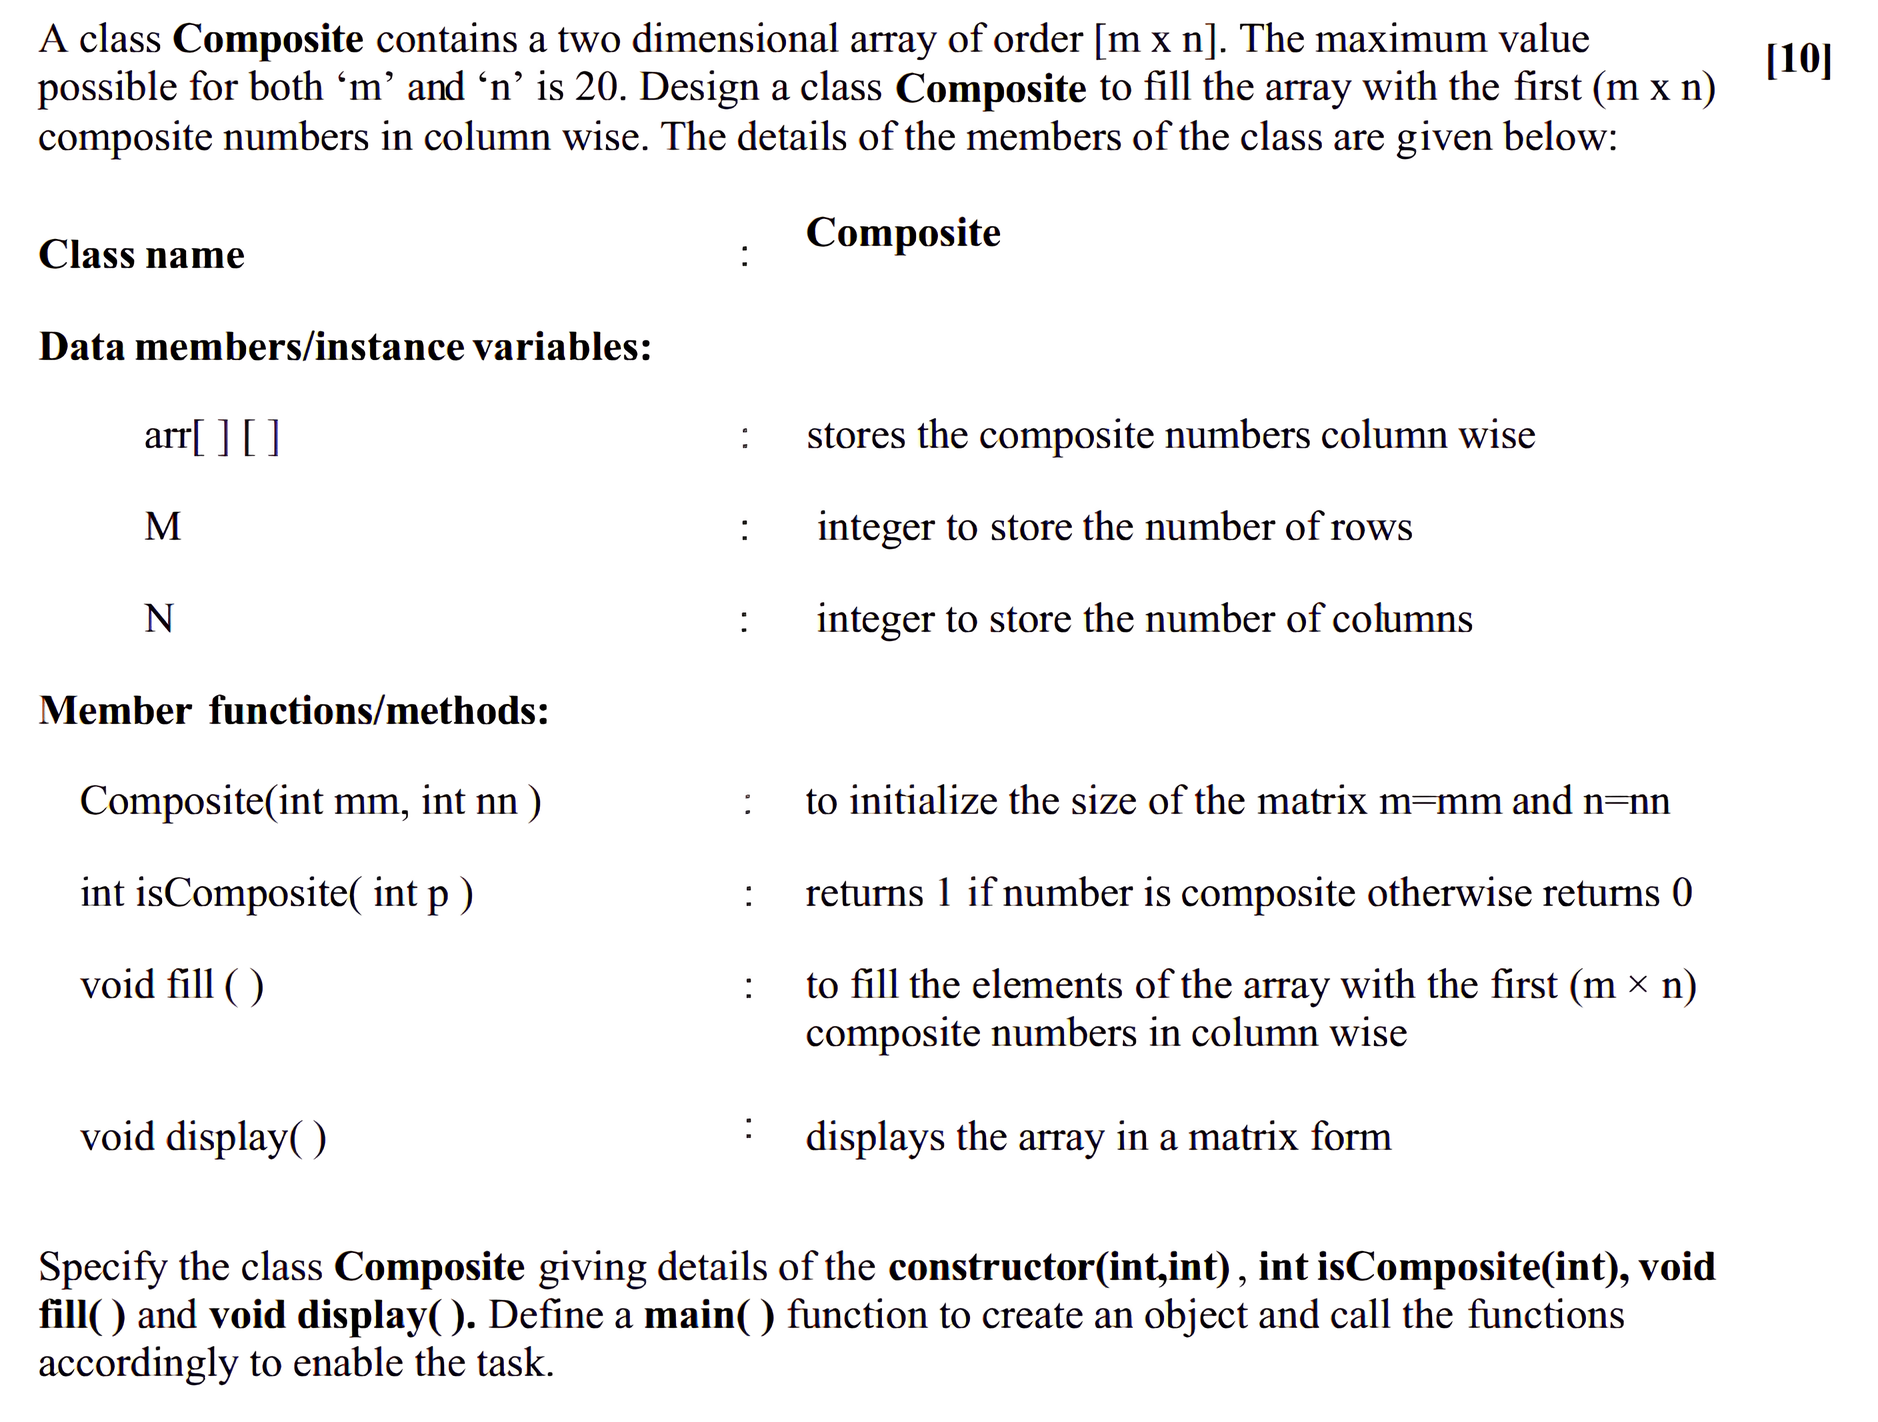 A class Composite contains a two dimensional array of order [m x n]. The maximum value [10]
possible for both ‘m’ and ‘n’ is 20. Design a class Composite to fill the array with the first (m x n)
composite numbers in column wise. The details of the members of the class are given below:
Class name : Composite
Data members/instance variables:
arr[ ] [ ] : stores the composite numbers column wise
M : integer to store the number of rows
N : integer to store the number of columns
Member functions/methods:
Composite(int mm, int nn ) : to initialize the size of the matrix m=mm and n=nn
int isComposite( int p ) : returns 1 if number is composite otherwise returns 0
void fill ( ) : to fill the elements of the array with the first (m × n)
composite numbers in column wise
void display( ) : displays the array in a matrix form
Specify the class Composite giving details of the constructor(int,int) , int isComposite(int), void
fill( ) and void display( ). Define a main( ) function to create an object and call the functions
accordingly to enable the task.